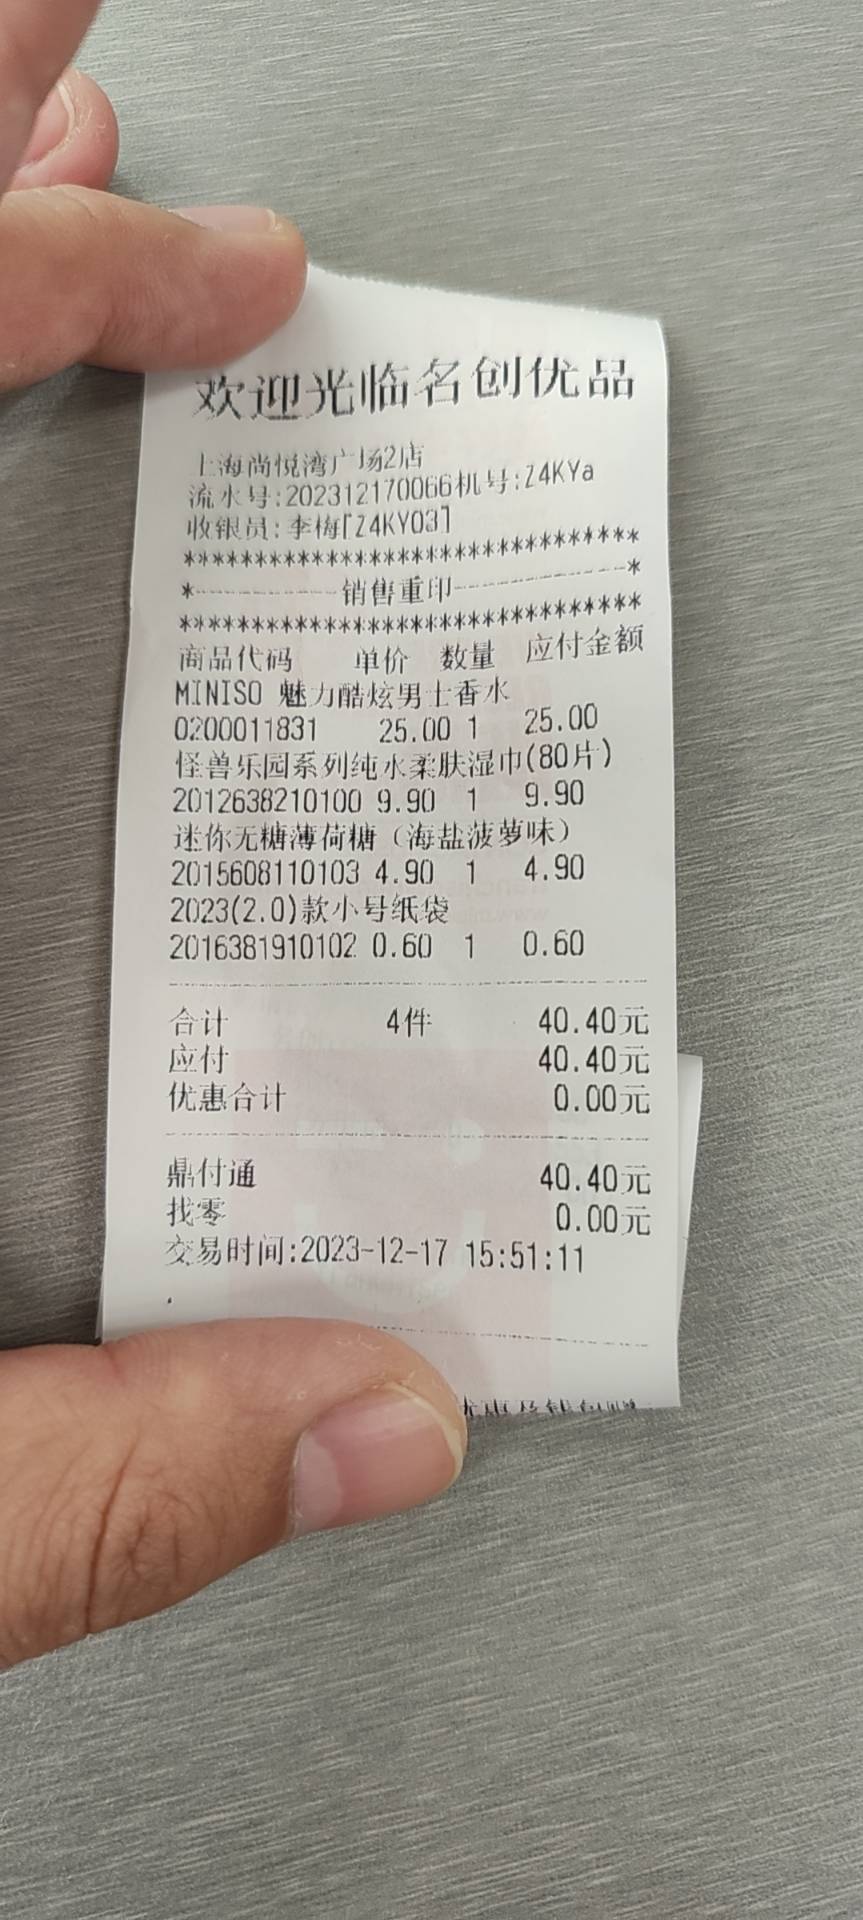 欢迎光临名创优品
上海尚悦湾广场2店
流水号:202312170066机号:Z4KYa
收银员:李梅[Z4KY03]
********************************
*----------销售重印------------*
********************************
商品代码 单价 数量 应付金额
MINISO 魅力酷炫男士香水
0200011831 25.00 1 25.00
怪兽乐园系列纯水柔肤湿巾(80片)
2012638210100 9.90 1 9.90
迷你无糖薄荷糖（海盐菠萝味）
2015608110103 4.90 1 4.90
2023(2.0)款小号纸袋
2016381910102 0.60 1 0.60
合计 4件 40.40元
应付 40.40元
优惠合计 0.00元
鼎付通 40.40元
找零 0.00元
交易时间:2023-12-17 15:51:11